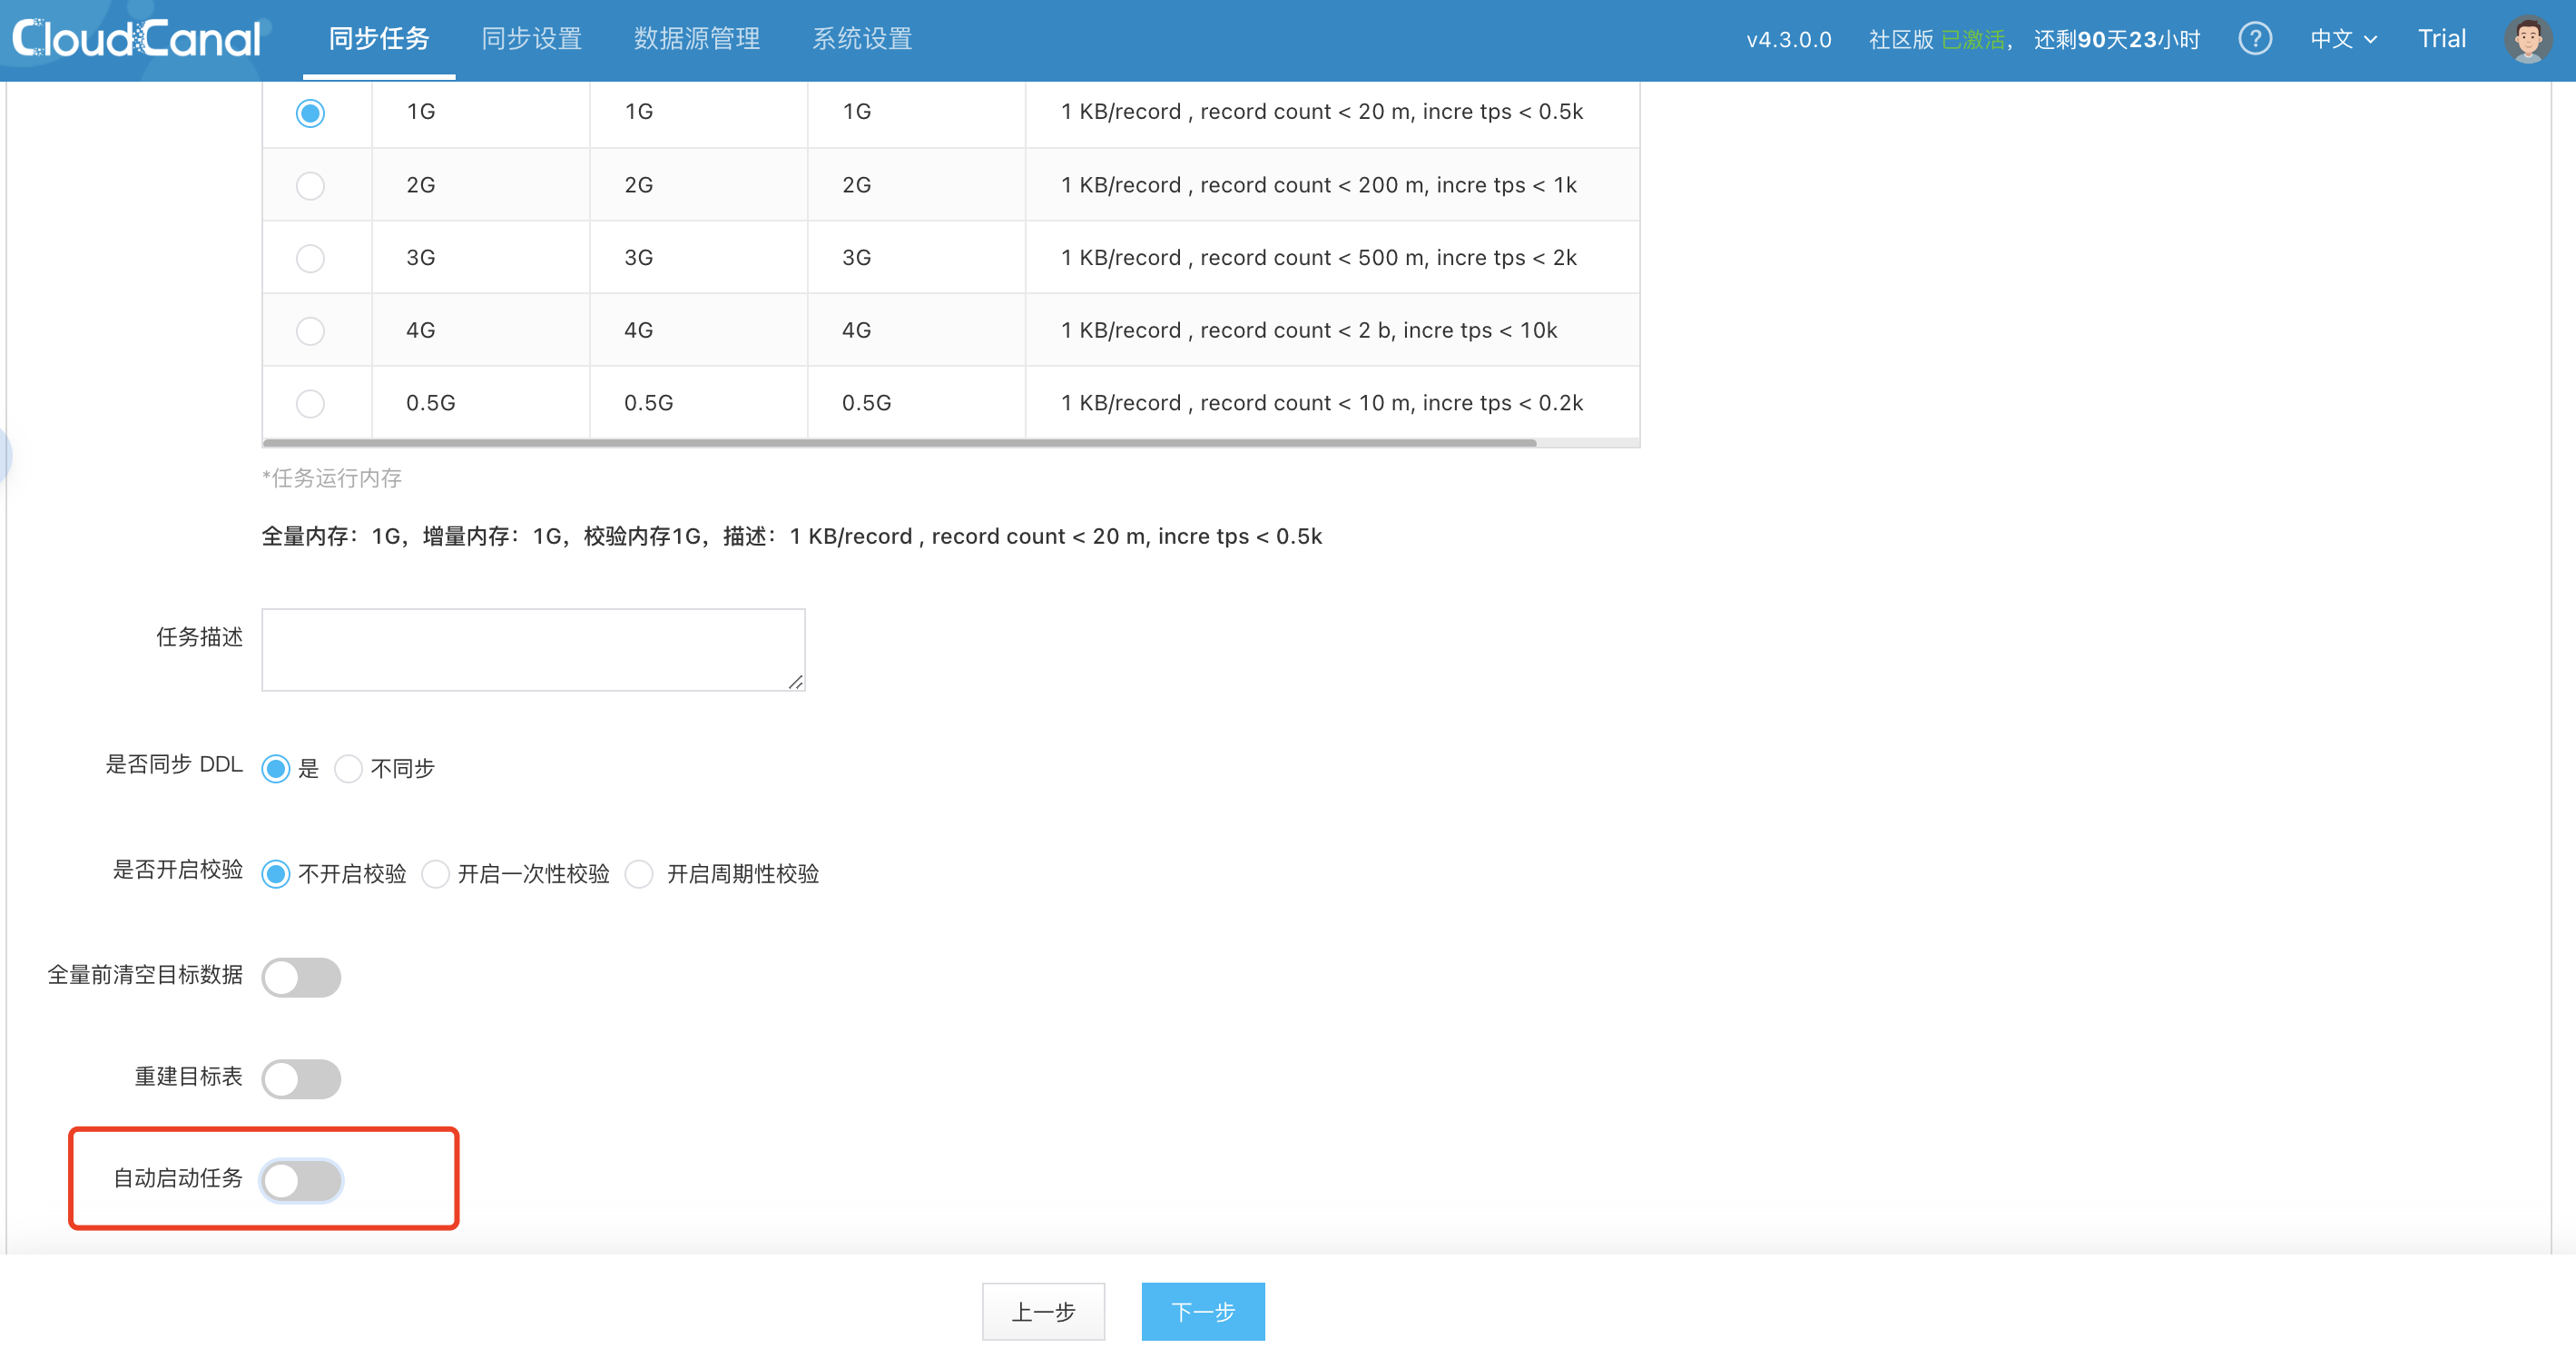 CloudCanal 同步任务 同步设置 数据源管理 系统设置 v4.3.0.0 社区版 已激活， 还剩90天23小时 ? 中文 Trial
1G 1G 1G 1 KB/record , record count < 20 m, incre tps < 0.5k
2G 2G 2G 1 KB/record , record count < 200 m, incre tps < 1k
3G 3G 3G 1 KB/record , record count < 500 m, incre tps < 2k
4G 4G 4G 1 KB/record , record count < 2 b, incre tps < 10k
0.5G 0.5G 0.5G 1 KB/record , record count < 10 m, incre tps < 0.2k
*任务运行内存
全量内存：1G，增量内存：1G，校验内存1G，描述：1 KB/record , record count < 20 m, incre tps < 0.5k
任务描述
是否同步 DDL 是 不同步
是否开启校验 不开启校验 开启一次性校验 开启周期性校验
全量前清空目标数据
重建目标表
自动启动任务
上一步 下一步